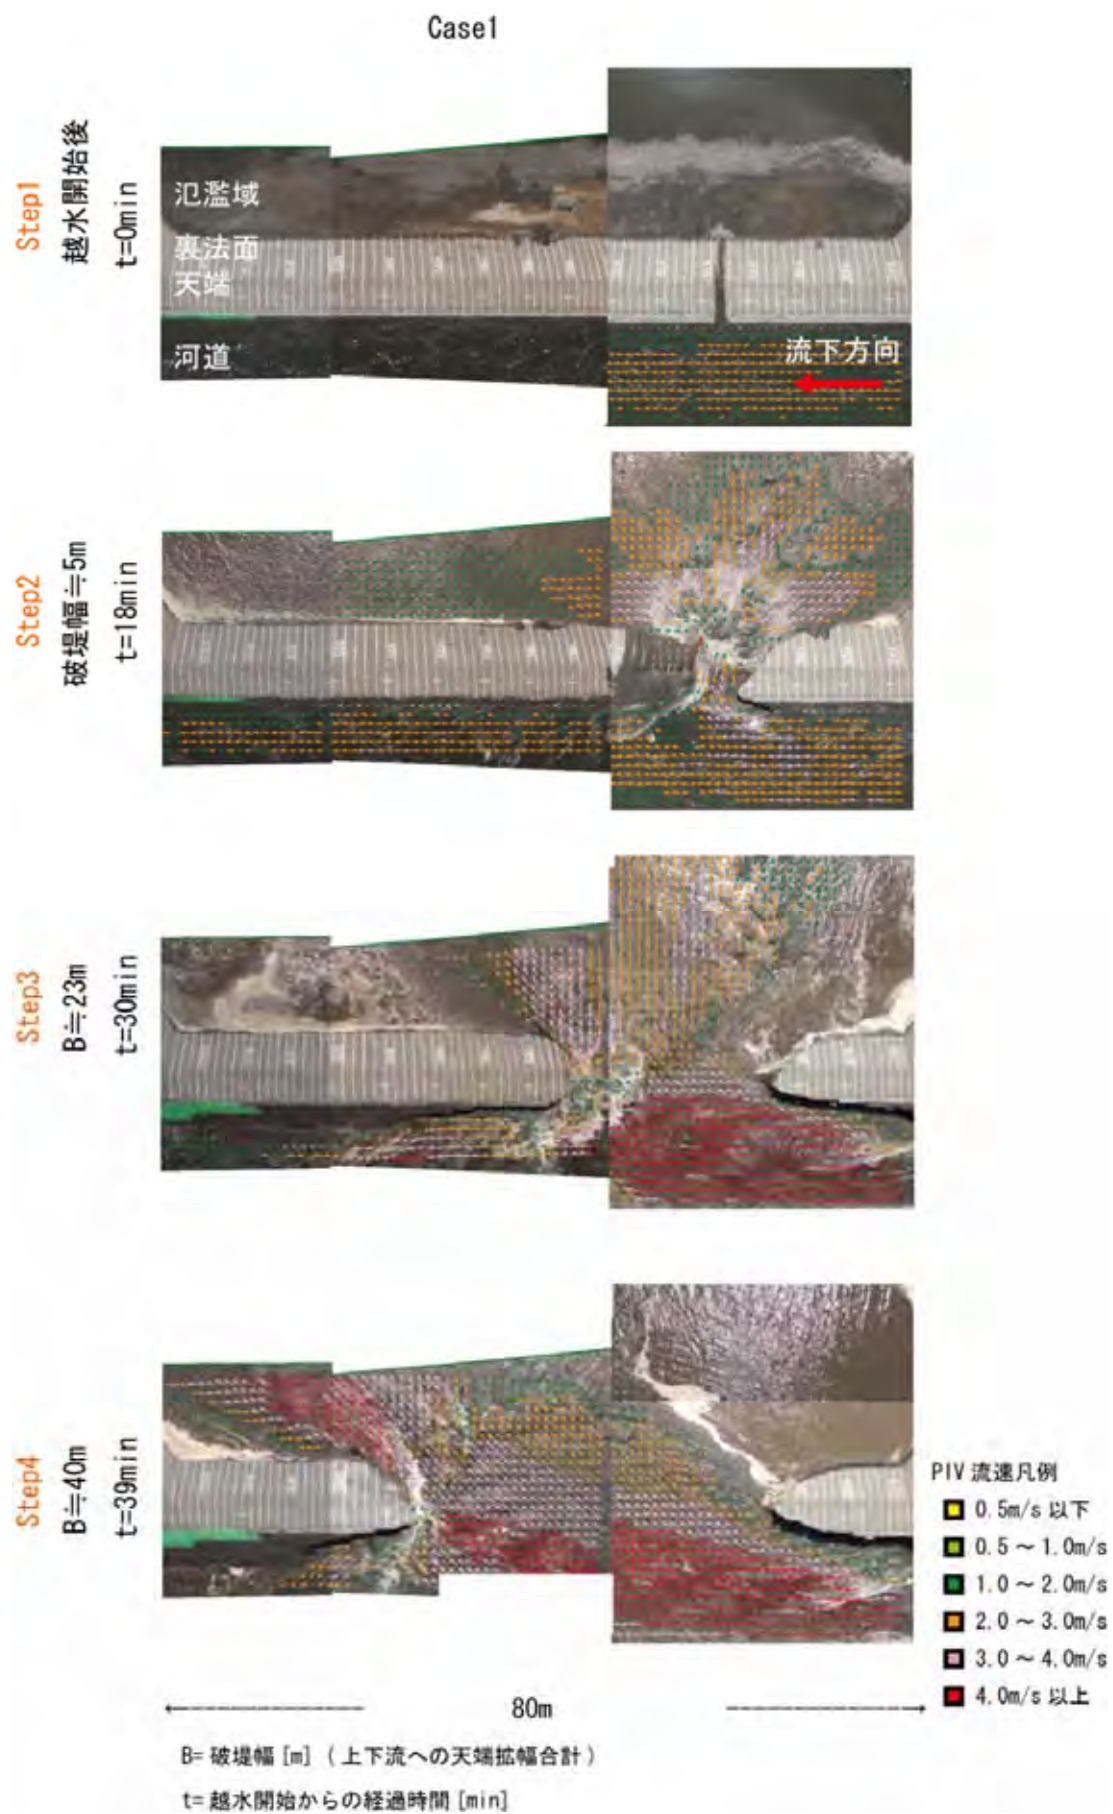 Case1
Step1
越水開始後
t=0min
氾濫域
裏法面
天端
河道
流下方向
Step2
破堤幅≒5m
t=18min
Step3
B≒23m
t=30min
Step4
B≒40m
t=39min
PIV 流速凡例
0.5m/s 以下
0.5～1.0m/s
1.0～2.0m/s
2.0～3.0m/s
3.0～4.0m/s
4.0m/s 以上
80m
B= 破堤幅 [m] (上下流への天端拡幅合計)
t= 越水開始からの経過時間 [min]